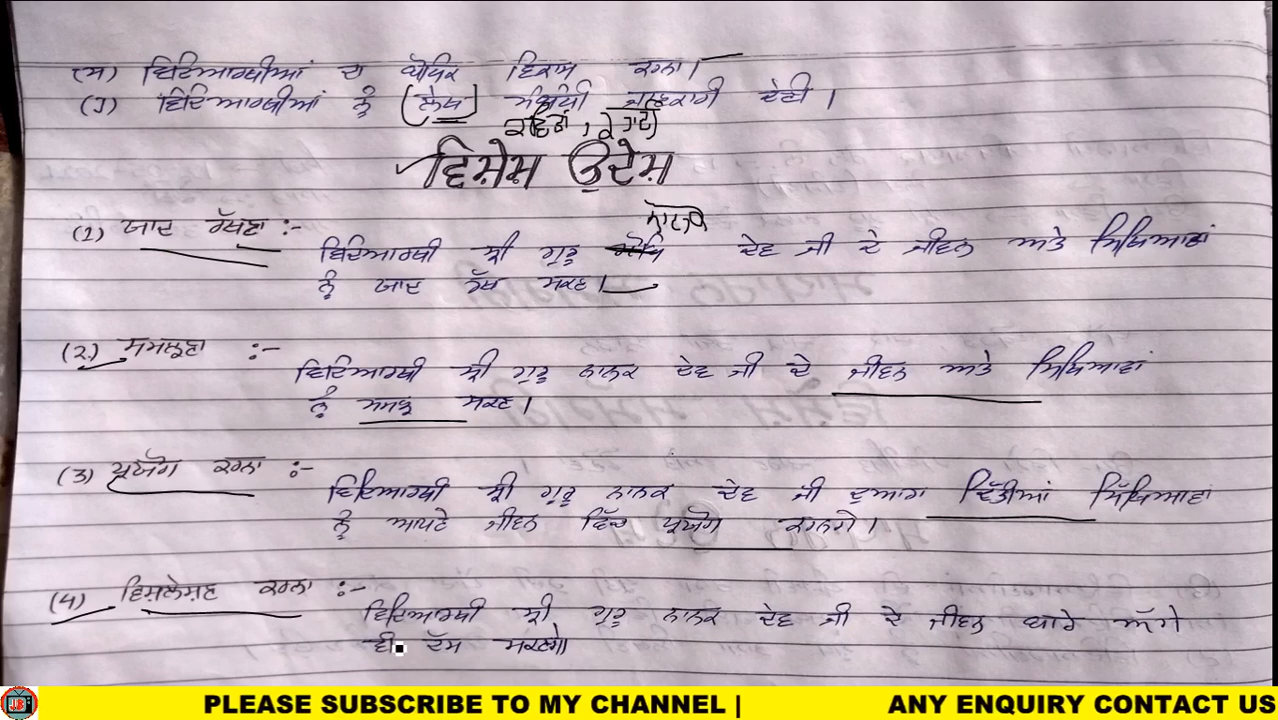 (ਸ) ਵਿਦਿਆਰਥੀਆਂ ਦਾ ਬੌਧਿਕ ਵਿਕਾਸ ਕਰਨਾ।
(ਹ) ਵਿਦਿਆਰਥੀਆਂ ਨੂੰ (ਲੇਖ) ਸੰਬੰਧੀ ਜਾਣਕਾਰੀ ਦੇਣੀ।
ਕਵਿਤਾ, ਕਹਾਣੀ
ਵਿਸ਼ੇਸ਼ ਉਦੇਸ਼
(1) ਯਾਦ ਰੱਖਣਾ :- ਵਿਦਿਆਰਥੀ ਸ੍ਰੀ ਗੁਰੂ ਨਾਨਕ ਦੇਵ ਜੀ ਦੇ ਜੀਵਨ ਅਤੇ ਸਿਖਿਆਵਾਂ
ਨੂੰ ਯਾਦ ਰੱਖ ਸਕਣ।
(2) ਸਮਝਣਾ :- ਵਿਦਿਆਰਥੀ ਸ੍ਰੀ ਗੁਰੂ ਨਾਨਕ ਦੇਵ ਜੀ ਦੇ ਜੀਵਨ ਅਤੇ ਸਿਖਿਆਵਾਂ
ਨੂੰ ਸਮਝ ਸਕਣ।
(3) ਪ੍ਰਯੋਗ ਕਰਨਾ :- ਵਿਦਿਆਰਥੀ ਸ੍ਰੀ ਗੁਰੂ ਨਾਨਕ ਦੇਵ ਜੀ ਦੁਆਰਾ ਦਿੱਤੀਆਂ ਸਿੱਖਿਆਵਾਂ
ਨੂੰ ਆਪਣੇ ਜੀਵਨ ਵਿੱਚ ਪ੍ਰਯੋਗ ਕਰਨਗੇ।
(4) ਵਿਸ਼ਲੇਸ਼ਣ ਕਰਨਾ :- ਵਿਦਿਆਰਥੀ ਸ੍ਰੀ ਗੁਰੂ ਨਾਨਕ ਦੇਵ ਜੀ ਦੇ ਜੀਵਨ ਬਾਰੇ ਅੱਗੇ
ਵੀ ਦੱਸ ਸਕਣਗੇ।
PLEASE SUBSCRIBE TO MY CHANNEL | ANY ENQUIRY CONTACT US